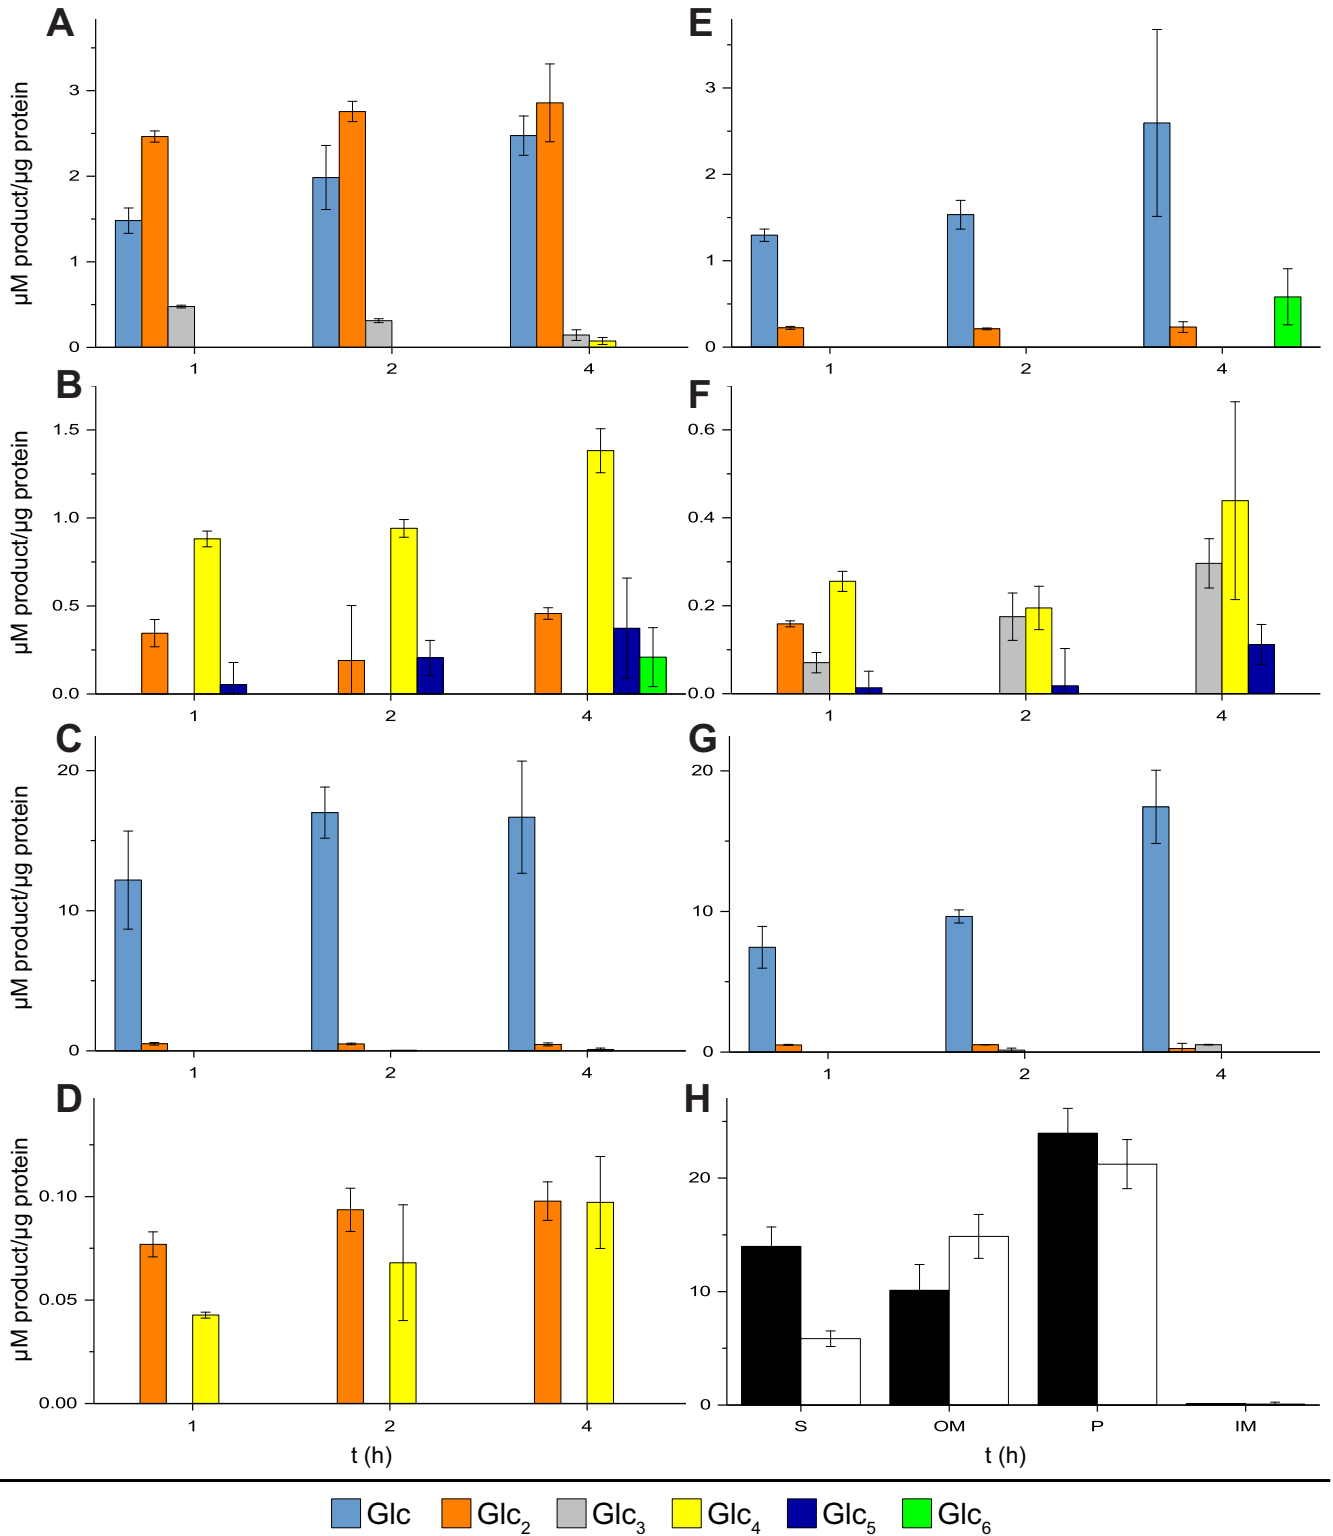 A
µM product/µg protein
3
2
1
0
1 2 4
E
3
2
1
0
1 2 4
B
µM product/µg protein
1.5
1.0
0.5
0.0
1 2 4
F
0.6
0.4
0.2
0.0
1 2 4
C
µM product/µg protein
20
10
0
1 2 4
G
20
10
0
1 2 4
D
µM product/µg protein
0.10
0.05
0.00
1 2 4
t (h)
H
20
10
0
S OM P IM
t (h)
Glc Glc2 Glc3 Glc4 Glc5 Glc6